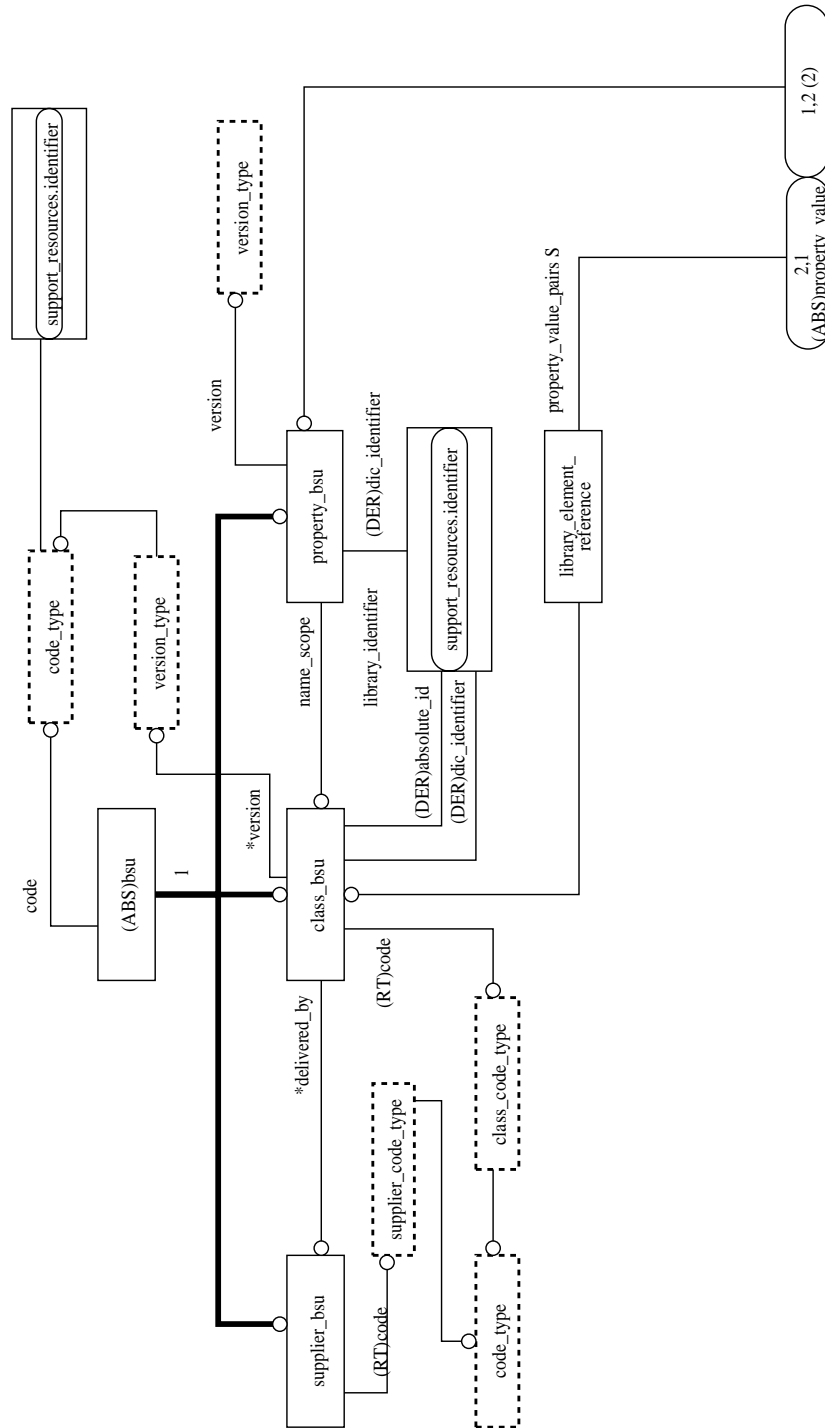 code
code_type
support_resources.identifier
(ABS)bsu
version_type
1
version
*version
version_type
*delivered_by
name_scope
supplier_bsu
class_bsu
property_bsu
(RT)code
(RT)code
library_identifier
(DER)dic_identifier
supplier_code_type
(DER)absolute_id
(DER)dic_identifier
support_resources.identifier
code_type
class_code_type
library_element_
reference
property_value_pairs S
2,1
(ABS)property_value
1,2 (2)